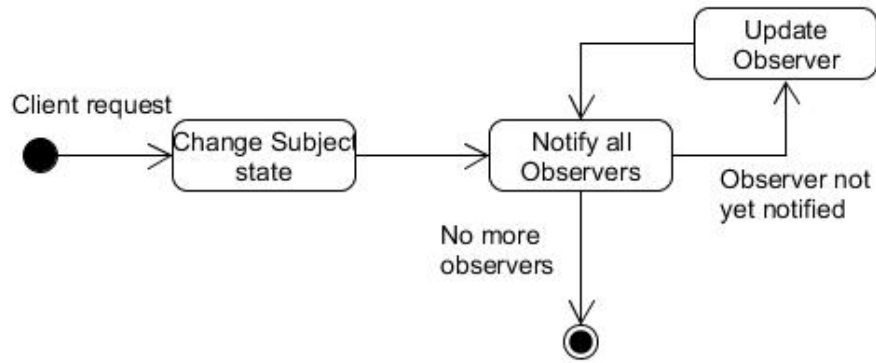 Update
Observer
Client request
Change Subject
state
Notify all
Observers
Observer not
yet notified
No more
observers